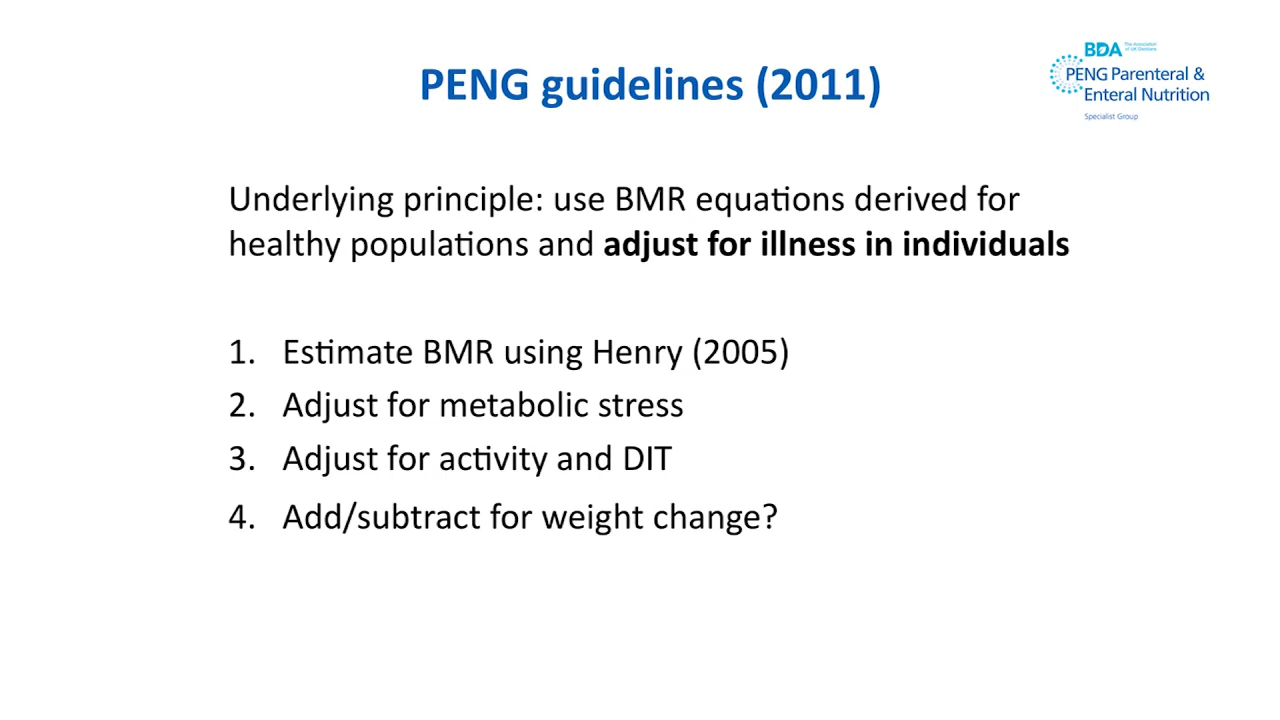 PENG guidelines (2011)
BDA The Association of UK Dietitians
PENG Parenteral &
Enteral Nutrition
Specialist Group
Underlying principle: use BMR equations derived for
healthy populations and adjust for illness in individuals
1. Estimate BMR using Henry (2005)
2. Adjust for metabolic stress
3. Adjust for activity and DIT
4. Add/subtract for weight change?